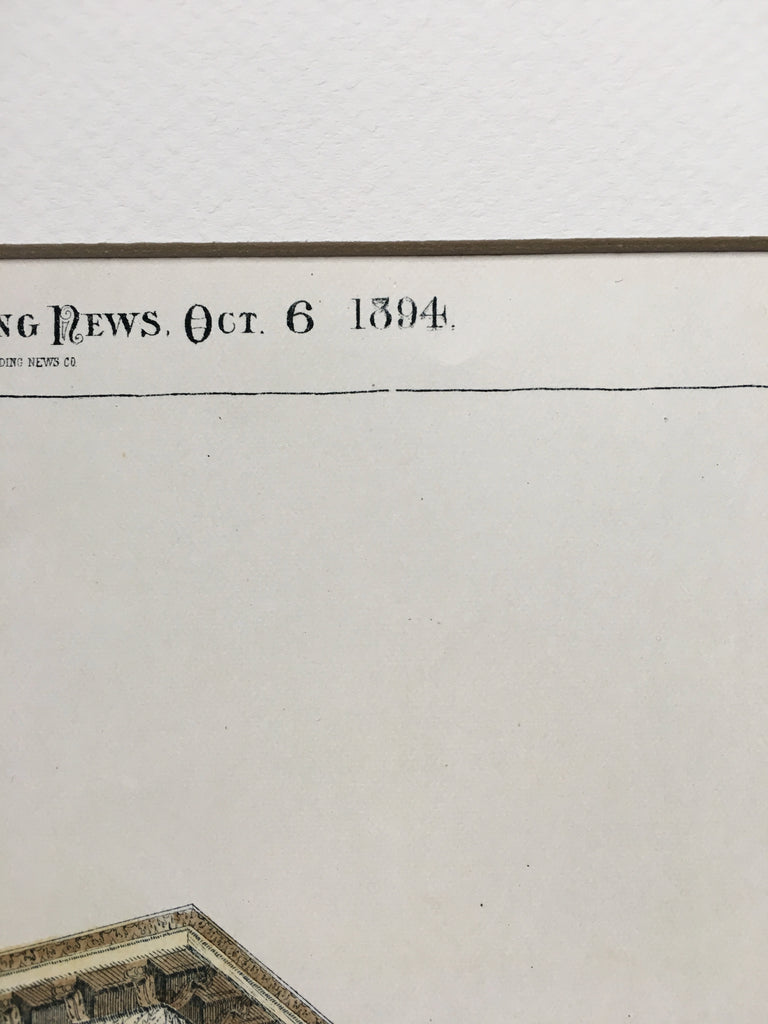 NG NEWS. OCT. 6 1894.
DING NEWS CO.